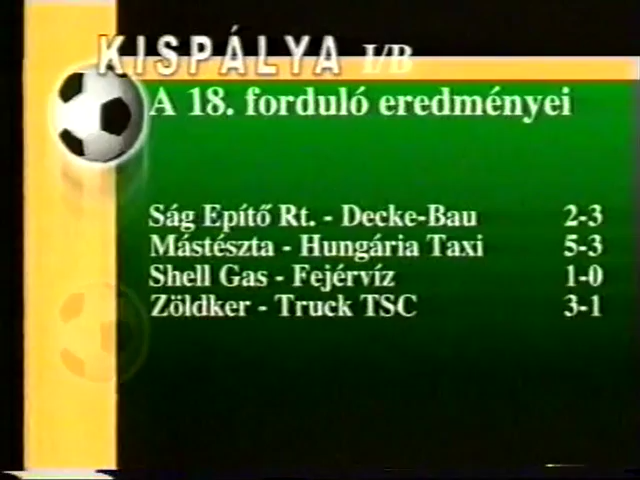 KISPÁLYA I/B
A 18. forduló eredményei
Ság Epítő Rt. - Decke-Bau 2-3
Mástészta - Hungária Taxi 5-3
Shell Gas - Fejérvíz 1-0
Zöldker - Truck TSC 3-1